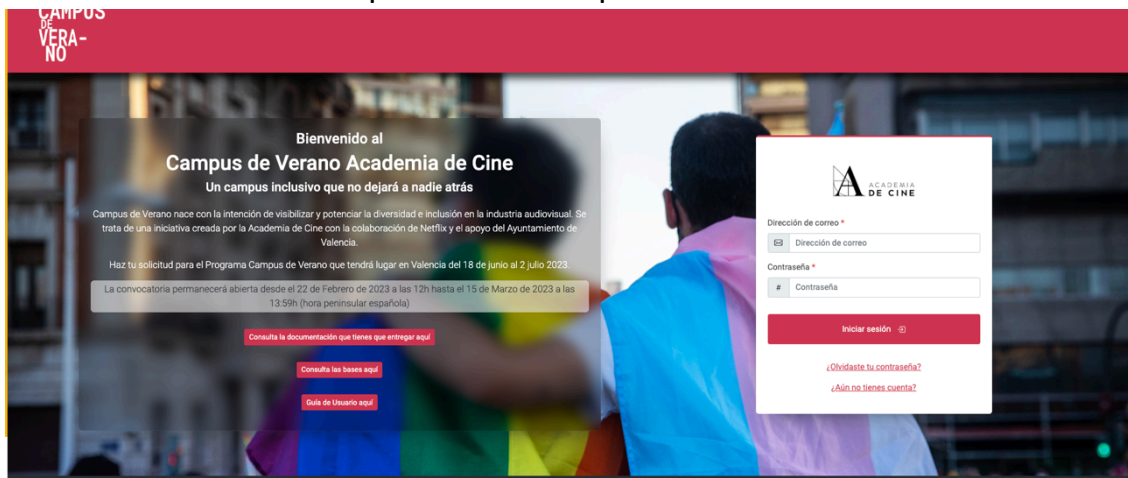 CAMPUS
DE
VERA-
NO
Bienvenido al
Campus de Verano Academia de Cine
Un campus inclusivo que no dejará a nadie atrás
Campus de Verano nace con la intención de visibilizar y potenciar la diversidad e inclusión en la industria audiovisual. Se
trata de una iniciativa creada por la Academia de Cine con la colaboración de Netflix y el apoyo del Ayuntamiento de
Valencia.
Haz tu solicitud para el Programa Campus de Verano que tendrá lugar en Valencia del 18 de junio al 2 julio 2023.
La convocatoria permanecerá abierta desde el 22 de Febrero de 2023 a las 12h hasta el 15 de Marzo de 2023 a las
13:59h (hora peninsular española)
Consulta la documentación que tienes que entregar aquí
Consulta las bases aquí
Guía de Usuario aquí
ACADEMIA
DE CINE
Dirección de correo *
Dirección de correo
Contraseña *
# Contraseña
Iniciar sesión
¿Olvidaste tu contraseña?
¿Aún no tienes cuenta?